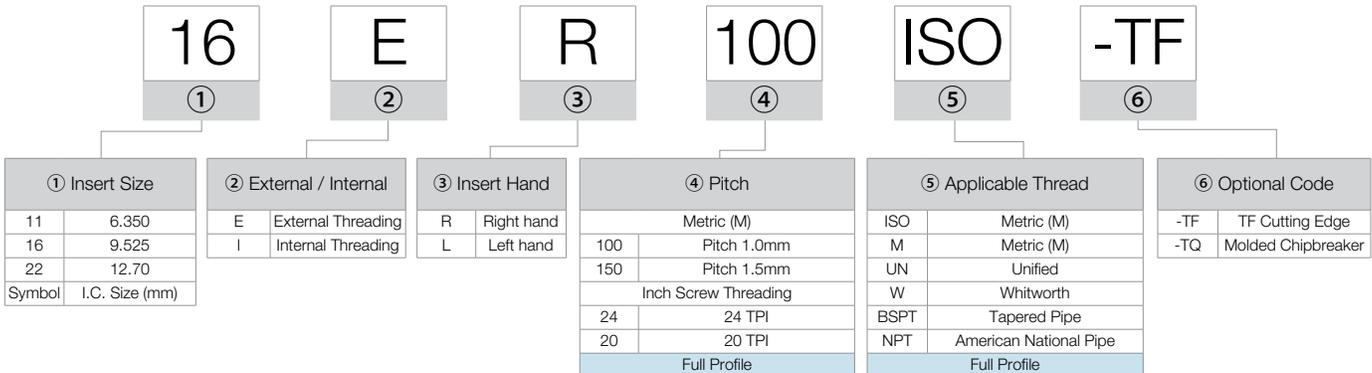 16 E R 100 ISO -TF
① ② ③ ④ ⑤ ⑥
① Insert Size
11 6.350
16 9.525
22 12.70
Symbol I.C. Size (mm)
② External / Internal
E External Threading
I Internal Threading
③ Insert Hand
R Right hand
L Left hand
④ Pitch
Metric (M)
100 Pitch 1.0mm
150 Pitch 1.5mm
Inch Screw Threading
24 24 TPI
20 20 TPI
Full Profile
⑤ Applicable Thread
ISO Metric (M)
M Metric (M)
UN Unified
W Whitworth
BSPT Tapered Pipe
NPT American National Pipe
Full Profile
⑥ Optional Code
-TF TF Cutting Edge
-TQ Molded Chipbreaker